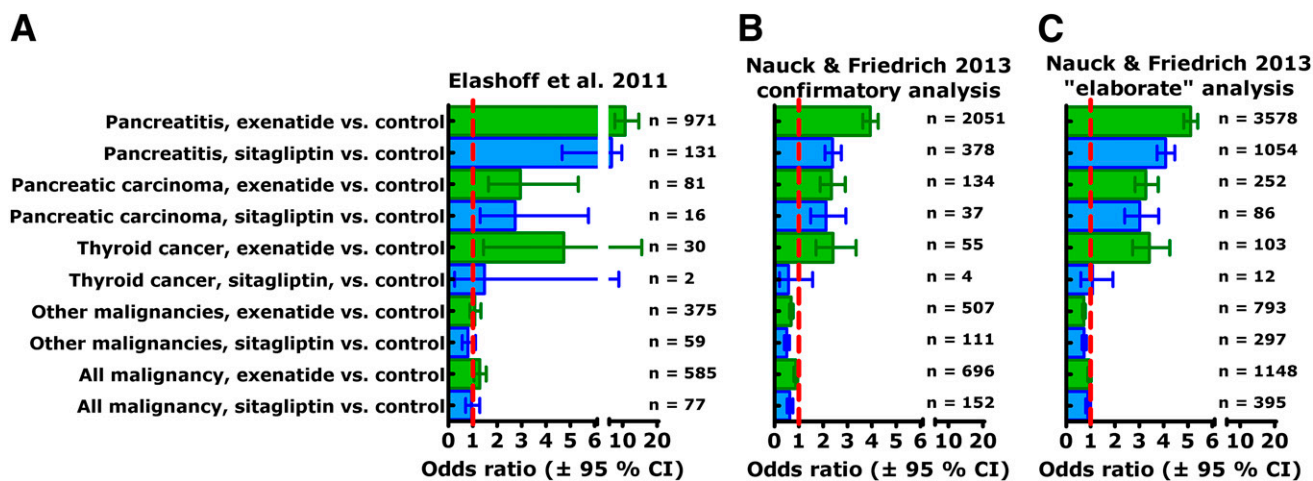 A
B
C
Elashoff et al. 2011
Nauck & Friedrich 2013
confirmatory analysis
Nauck & Friedrich 2013
"elaborate" analysis
Pancreatitis, exenatide vs. control n = 971 n = 2051 n = 3578
Pancreatitis, sitagliptin vs. control n = 131 n = 378 n = 1054
Pancreatic carcinoma, exenatide vs. control n = 81 n = 134 n = 252
Pancreatic carcinoma, sitagliptin vs. control n = 16 n = 37 n = 86
Thyroid cancer, exenatide vs. control n = 30 n = 55 n = 103
Thyroid cancer, sitagliptin, vs. control n = 2 n = 4 n = 12
Other malignancies, exenatide vs. control n = 375 n = 507 n = 793
Other malignancies, sitagliptin vs. control n = 59 n = 111 n = 297
All malignancy, exenatide vs. control n = 585 n = 696 n = 1148
All malignancy, sitagliptin vs. control n = 77 n = 152 n = 395
0 1 2 3 4 5 6 10 20 0 1 2 3 4 5 6 10 20 0 1 2 3 4 5 6 10 20
Odds ratio (± 95 % CI) Odds ratio (± 95 % CI) Odds ratio (± 95 % CI)